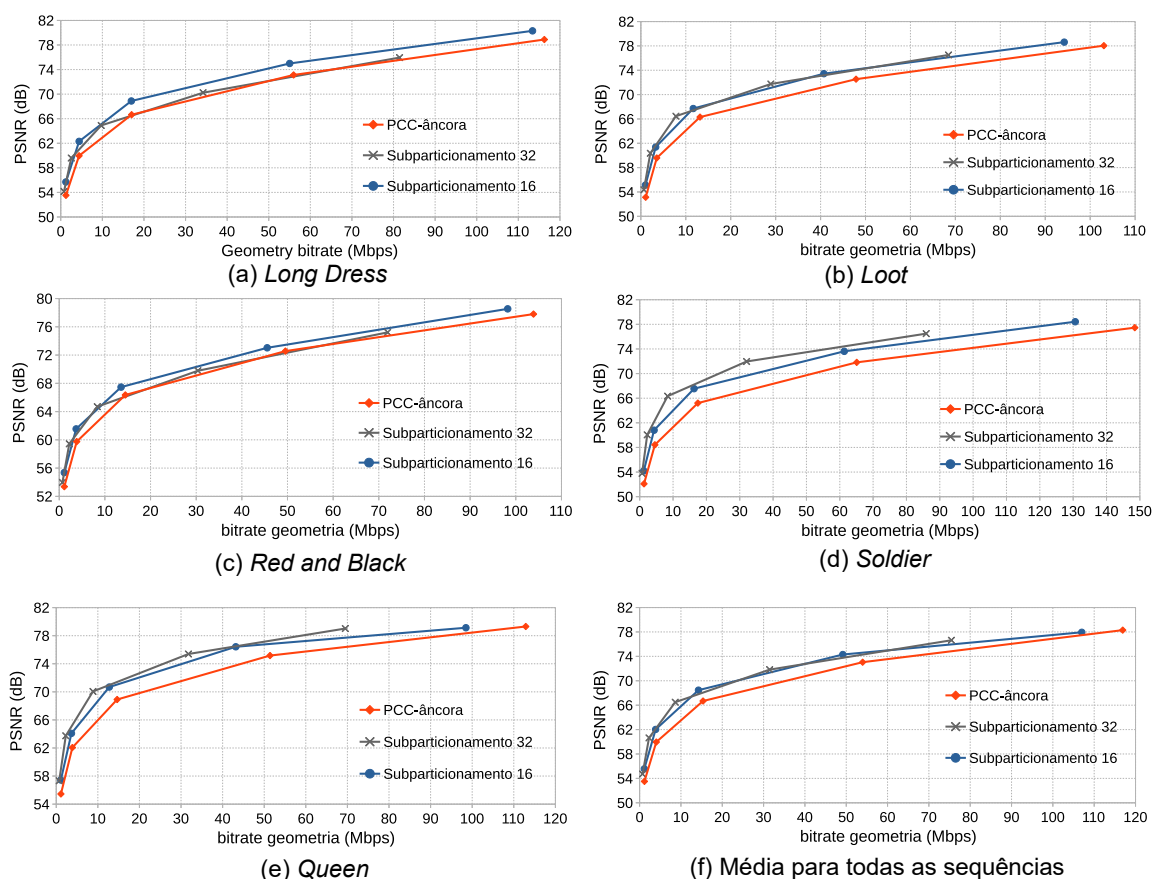 82
78
74
70
66
62
58
54
50
PSNR (dB)
PCC-âncora
Subparticionamento 32
Subparticionamento 16
0 10 20 30 40 50 60 70 80 90 100 110 120
Geometry bitrate (Mbps)
(a) Long Dress
82
78
74
70
66
62
58
54
50
PSNR (dB)
PCC-âncora
Subparticionamento 32
Subparticionamento 16
0 10 20 30 40 50 60 70 80 90 100 110
bitrate geometria (Mbps)
(b) Loot
80
76
72
68
64
60
56
52
PSNR (dB)
PCC-âncora
Subparticionamento 32
Subparticionamento 16
0 10 20 30 40 50 60 70 80 90 100 110
bitrate geometria (Mbps)
(c) Red and Black
82
78
74
70
66
62
58
54
50
PSNR (dB)
PCC-âncora
Subparticionamento 32
Subparticionamento 16
0 10 20 30 40 50 60 70 80 90 100 110 120 130 140 150
bitrate geometria (Mbps)
(d) Soldier
82
78
74
70
66
62
58
54
PSNR (dB)
PCC-âncora
Subparticionamento 32
Subparticionamento 16
0 10 20 30 40 50 60 70 80 90 100 110 120
bitrate geometria (Mbps)
(e) Queen
82
78
74
70
66
62
58
54
50
PSNR (dB)
PCC-âncora
Subparticionamento 32
Subparticionamento 16
0 10 20 30 40 50 60 70 80 90 100 110 120
bitrate geometria (Mbps)
(f) Média para todas as sequências